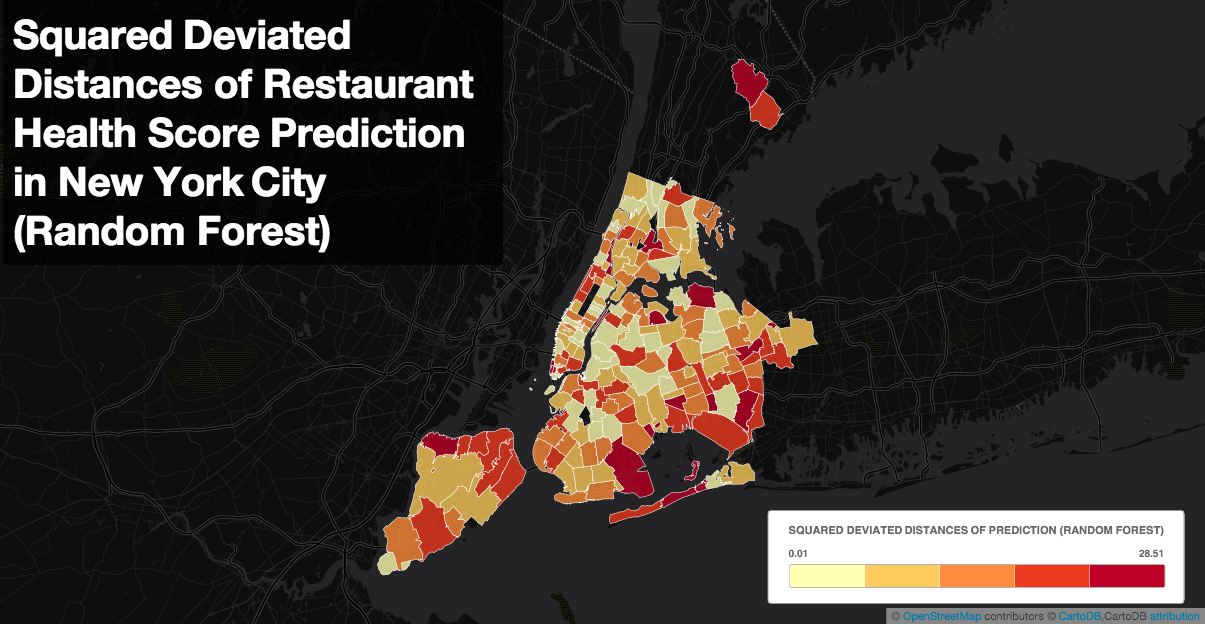 Squared Deviated
Distances of Restaurant
Health Score Prediction
in New York City
(Random Forest)
SQUARED DEVIATED DISTANCES OF PREDICTION (RANDOM FOREST)
0.01 28.51
© OpenStreetMap contributors © CartoDB,CartoDB attribution